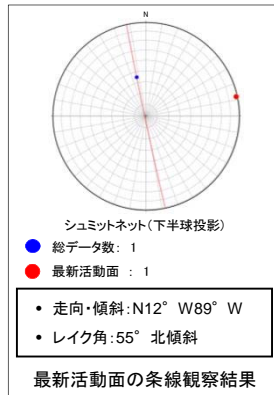 N
シュミットネット(下半球投影)
総データ数: 1
最新活動面 : 1
• 走向・傾斜:N12°W89°W
• レイク角:55°北傾斜
最新活動面の条線観察結果